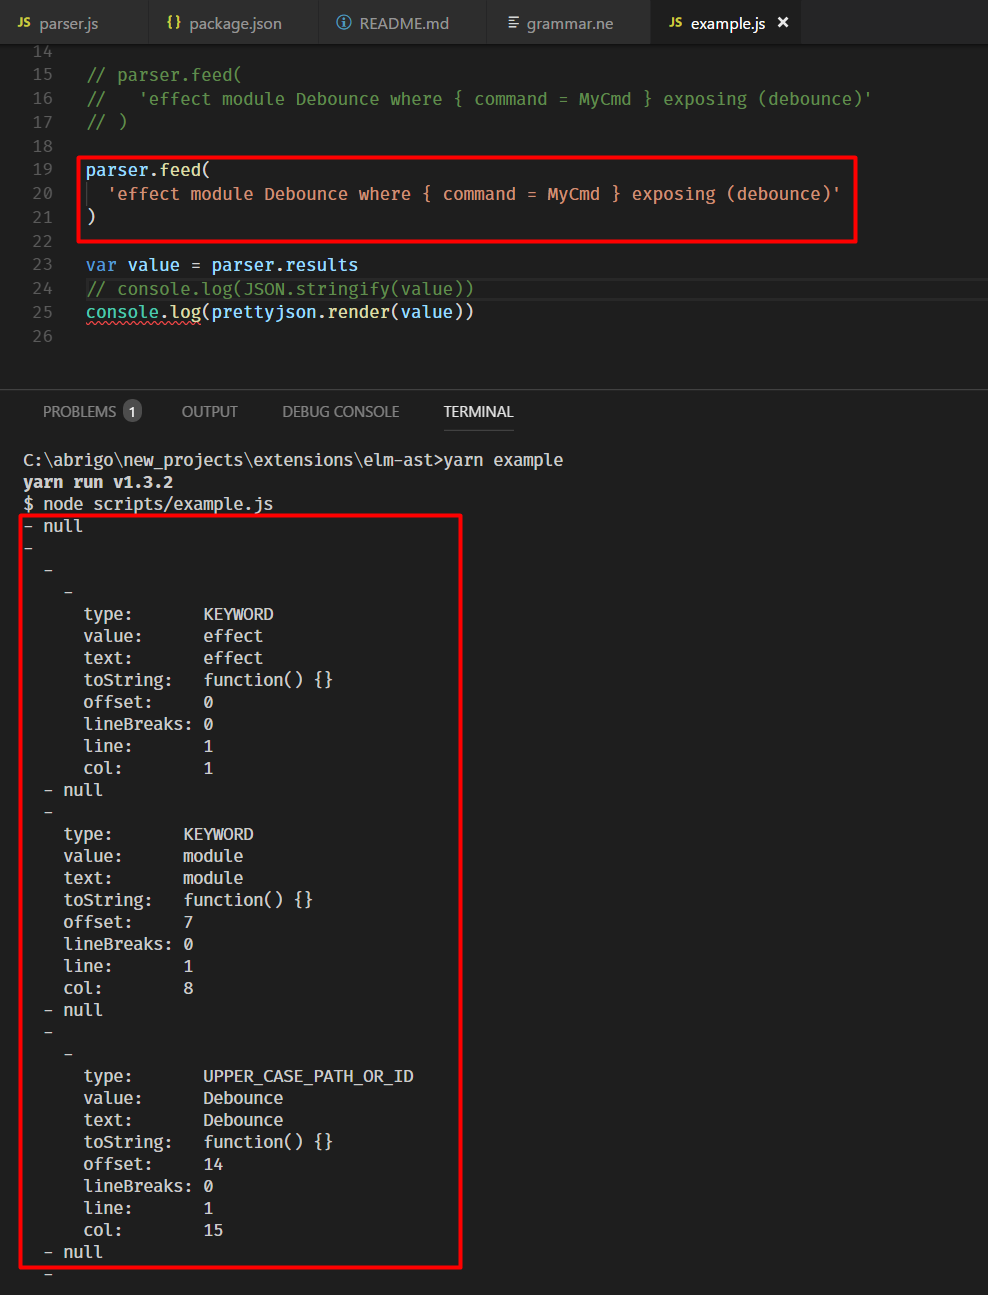 JS parser.js {} package.json README.md grammar.ne JS example.js ×
14
15 // parser.feed(
16 //   'effect module Debounce where { command = MyCmd } exposing (debounce)'
17 // )
18
19 parser.feed(
20   'effect module Debounce where { command = MyCmd } exposing (debounce)'
21 )
22
23 var value = parser.results
24 // console.log(JSON.stringify(value))
25 console.log(prettyjson.render(value))
26
PROBLEMS 1 OUTPUT DEBUG CONSOLE TERMINAL
C:\abrigo\new_projects\extensions\elm-ast>yarn example
yarn run v1.3.2
$ node scripts/example.js
- null
-
  -
    -
      type:       KEYWORD
      value:      effect
      text:       effect
      toString:   function() {}
      offset:     0
      lineBreaks: 0
      line:       1
      col:        1
  - null
  -
    type:       KEYWORD
    value:      module
    text:       module
    toString:   function() {}
    offset:     7
    lineBreaks: 0
    line:       1
    col:        8
  - null
  -
    -
      type:       UPPER_CASE_PATH_OR_ID
      value:      Debounce
      text:       Debounce
      toString:   function() {}
      offset:     14
      lineBreaks: 0
      line:       1
      col:        15
  - null
  -